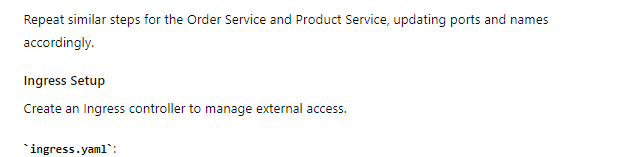 Repeat similar steps for the Order Service and Product Service, updating ports and names
accordingly.
Ingress Setup
Create an Ingress controller to manage external access.
`ingress.yaml`: